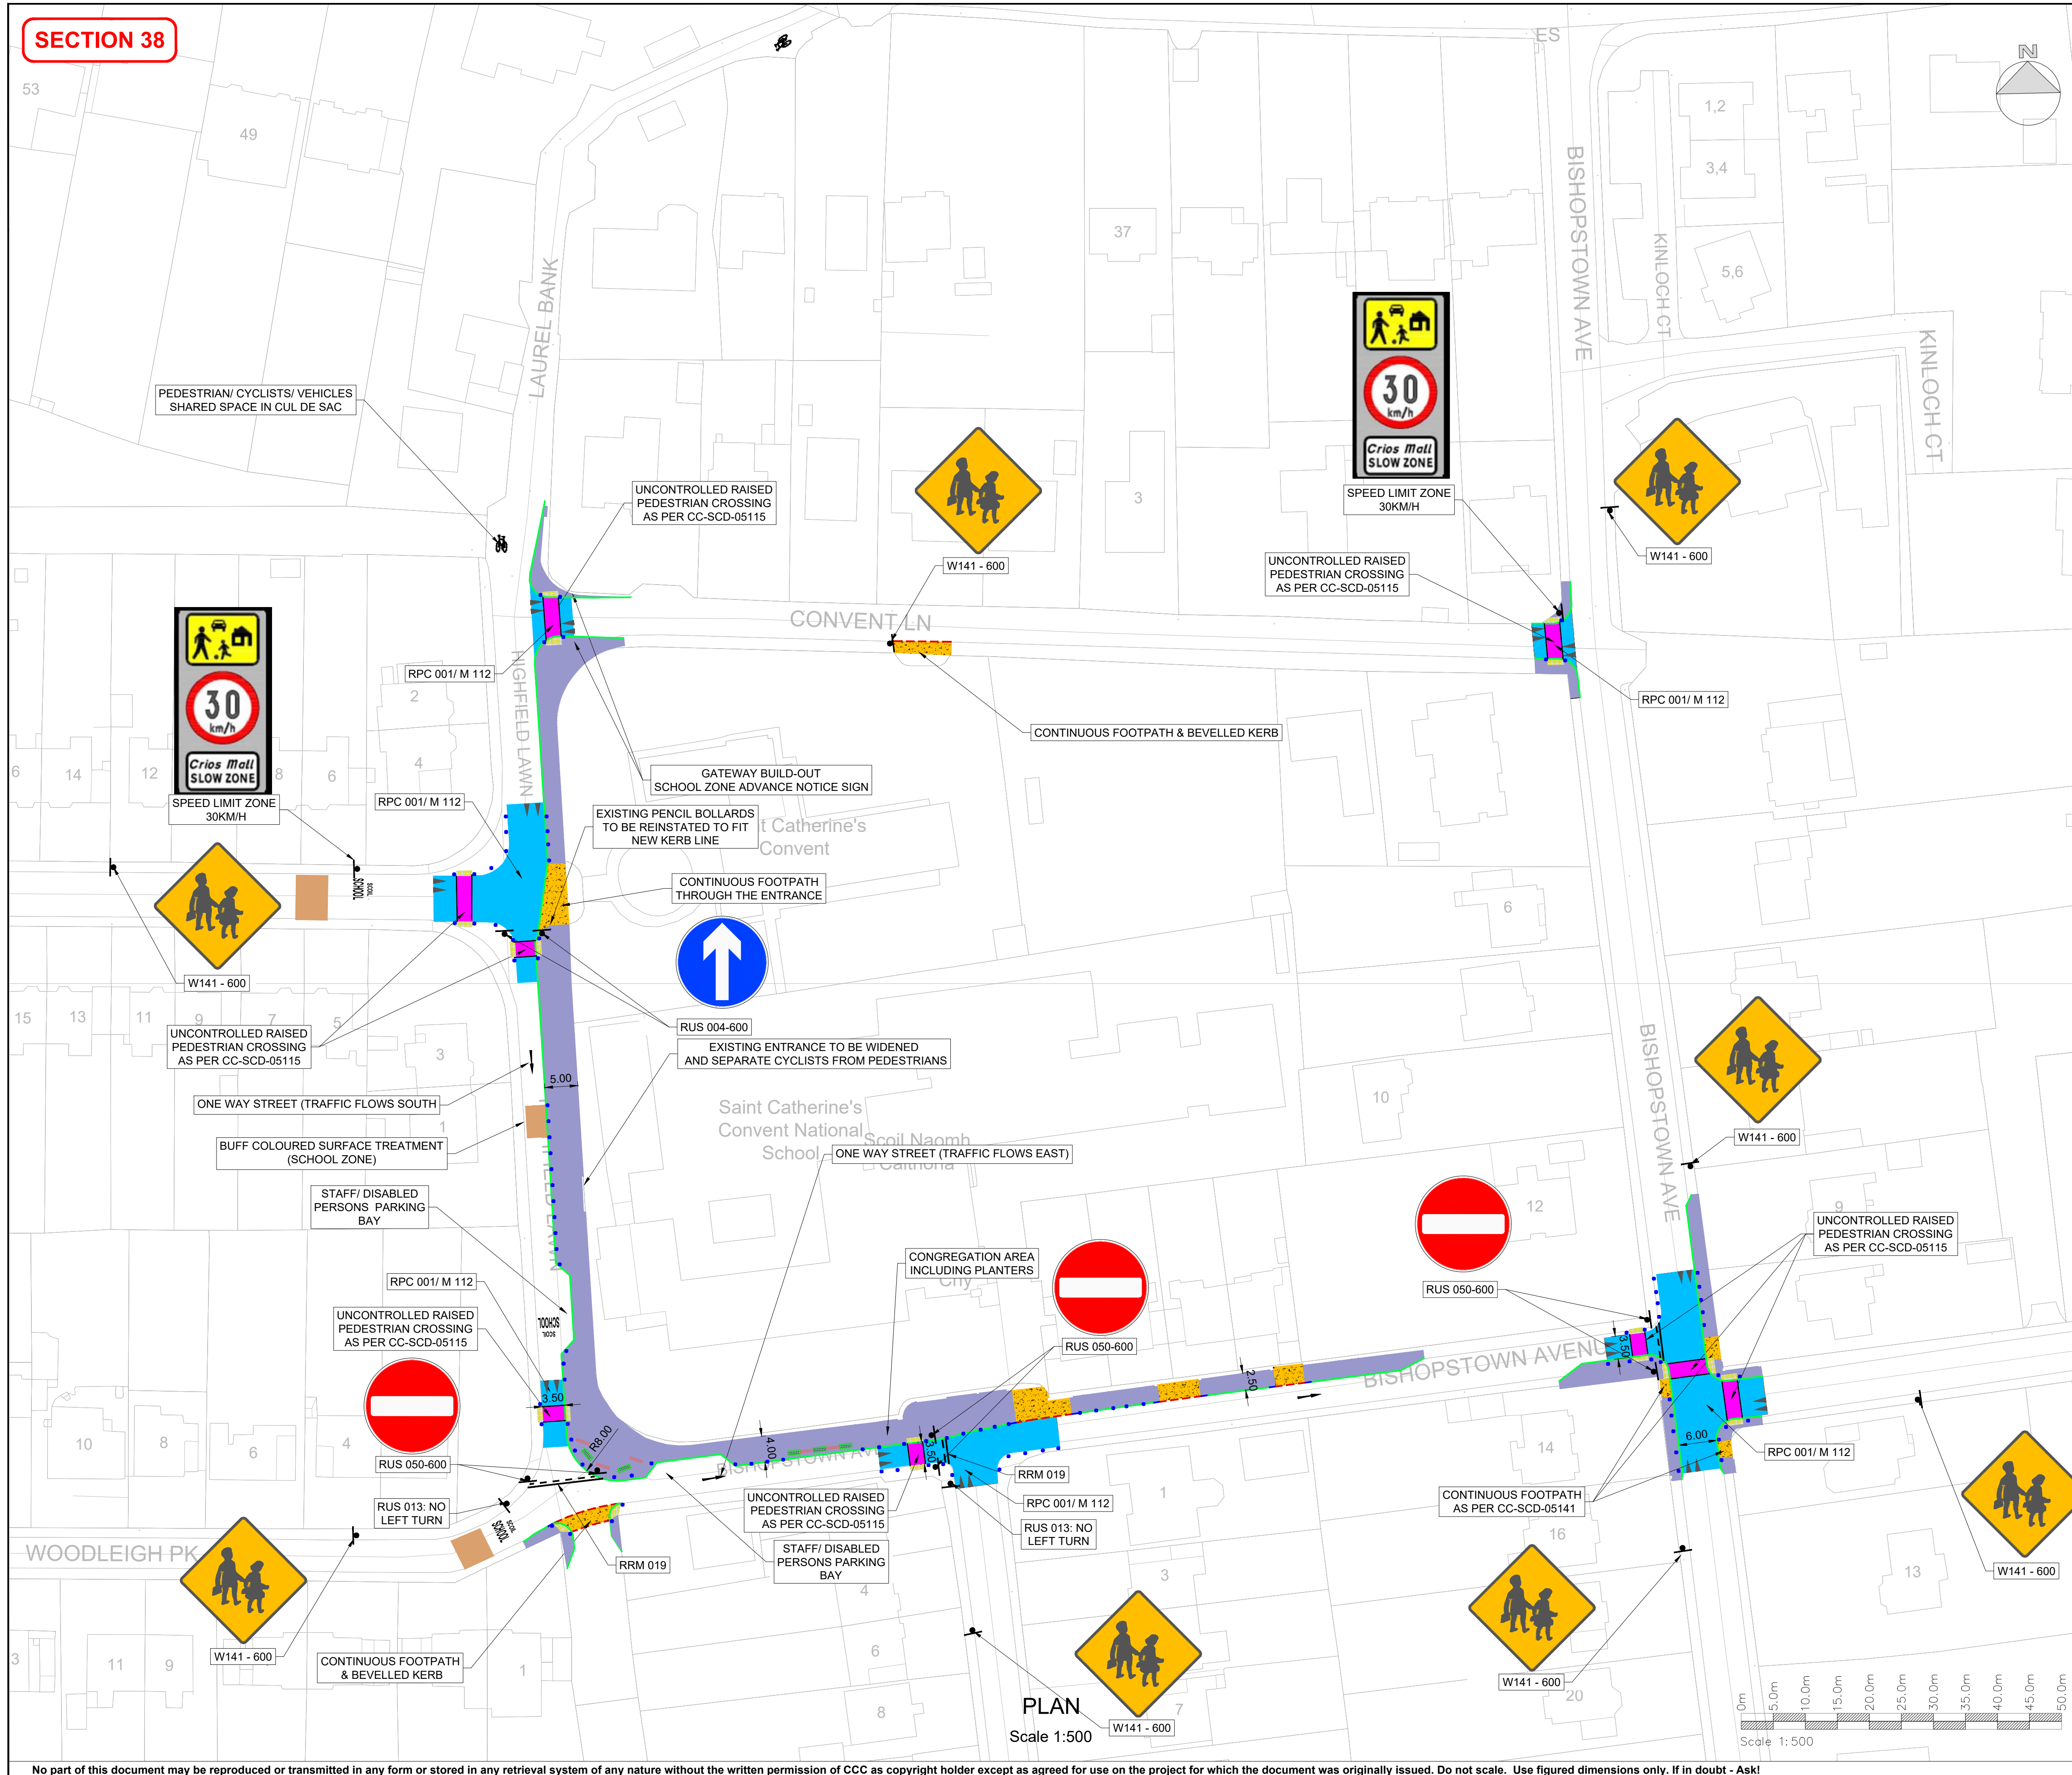 SECTION 38
N
53
49
ES
1,2
3,4
5,6
37
3
BISHOPSTOWN AVE
KINLOCH CT
KINLOCH CT
LAUREL BANK
PEDESTRIAN/ CYCLISTS/ VEHICLES
SHARED SPACE IN CUL DE SAC
UNCONTROLLED RAISED
PEDESTRIAN CROSSING
AS PER CC-SCD-05115
W141 - 600
30
km/h
Crios Mall
SLOW ZONE
SPEED LIMIT ZONE
30KM/H
UNCONTROLLED RAISED
PEDESTRIAN CROSSING
AS PER CC-SCD-05115
W141 - 600
CONVENT LN
RPC 001/ M 112
HIGHFIELD LAWN
RPC 001/ M 112
CONTINUOUS FOOTPATH & BEVELLED KERB
30
km/h
Crios Mall
SLOW ZONE
SPEED LIMIT ZONE
30KM/H
2
4
6
14
12
8
6
GATEWAY BUILD-OUT
SCHOOL ZONE ADVANCE NOTICE SIGN
RPC 001/ M 112
EXISTING PENCIL BOLLARDS
TO BE REINSTATED TO FIT
NEW KERB LINE
t Catherine's
Convent
CONTINUOUS FOOTPATH
THROUGH THE ENTRANCE
SCOIL
SCHOOL
6
W141 - 600
15
13
11
9
7
5
3
UNCONTROLLED RAISED
PEDESTRIAN CROSSING
AS PER CC-SCD-05115
RUS 004-600
EXISTING ENTRANCE TO BE WIDENED
AND SEPARATE CYCLISTS FROM PEDESTRIANS
5.00
ONE WAY STREET (TRAFFIC FLOWS SOUTH
1
BUFF COLOURED SURFACE TREATMENT
(SCHOOL ZONE)
Saint Catherine's
Convent National
School
Scoil Naomh
Caitriona
ONE WAY STREET (TRAFFIC FLOWS EAST)
10
BISHOPSTOWN AVE
W141 - 600
STAFF/ DISABLED
PERSONS PARKING
BAY
12
9
UNCONTROLLED RAISED
PEDESTRIAN CROSSING
AS PER CC-SCD-05115
CONGREGATION AREA
INCLUDING PLANTERS
RPC 001/ M 112
RUS 050-600
UNCONTROLLED RAISED
PEDESTRIAN CROSSING
AS PER CC-SCD-05115
SCHOOL
SCOIL
RUS 050-600
3.50
BISHOPSTOWN AVENU
2.50
3.50
R8.00
4.00
3.50
6.00
10
8
6
4
RUS 050-600
14
RPC 001/ M 112
RRM 019
RPC 001/ M 112
RUS 013: NO
LEFT TURN
UNCONTROLLED RAISED
PEDESTRIAN CROSSING
AS PER CC-SCD-05115
RUS 013: NO
LEFT TURN
1
CONTINUOUS FOOTPATH
AS PER CC-SCD-05141
16
SCOIL
SCHOOL
WOODLEIGH PK
RRM 019
STAFF/ DISABLED
PERSONS PARKING
BAY
4
3
13
W141 - 600
W141 - 600
3
11
9
CONTINUOUS FOOTPATH
& BEVELLED KERB
1
6
8
7
W141 - 600
20
W141 - 600
PLAN
Scale 1:500
0m
5.0m
10.0m
15.0m
20.0m
25.0m
30.0m
35.0m
40.0m
45.0m
50.0m
Scale 1:500
No part of this document may be reproduced or transmitted in any form or stored in any retrieval system of any nature without the written permission of CCC as copyright holder except as agreed for use on the project for which the document was originally issued. Do not scale. Use figured dimensions only. If in doubt - Ask!